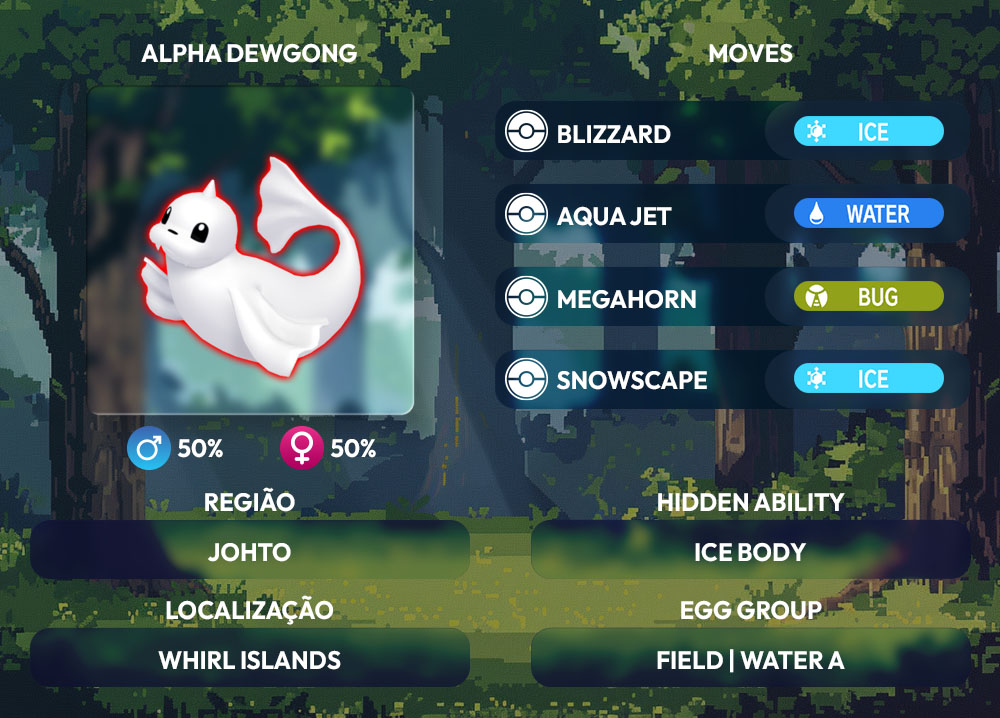 ALPHA DEWGONG
50%
50%
REGIÃO
JOHTO
LOCALIZAÇÃO
WHIRL ISLANDS
MOVES
BLIZZARD ICE
AQUA JET WATER
MEGAHORN BUG
SNOWSCAPE ICE
HIDDEN ABILITY
ICE BODY
EGG GROUP
FIELD | WATER A